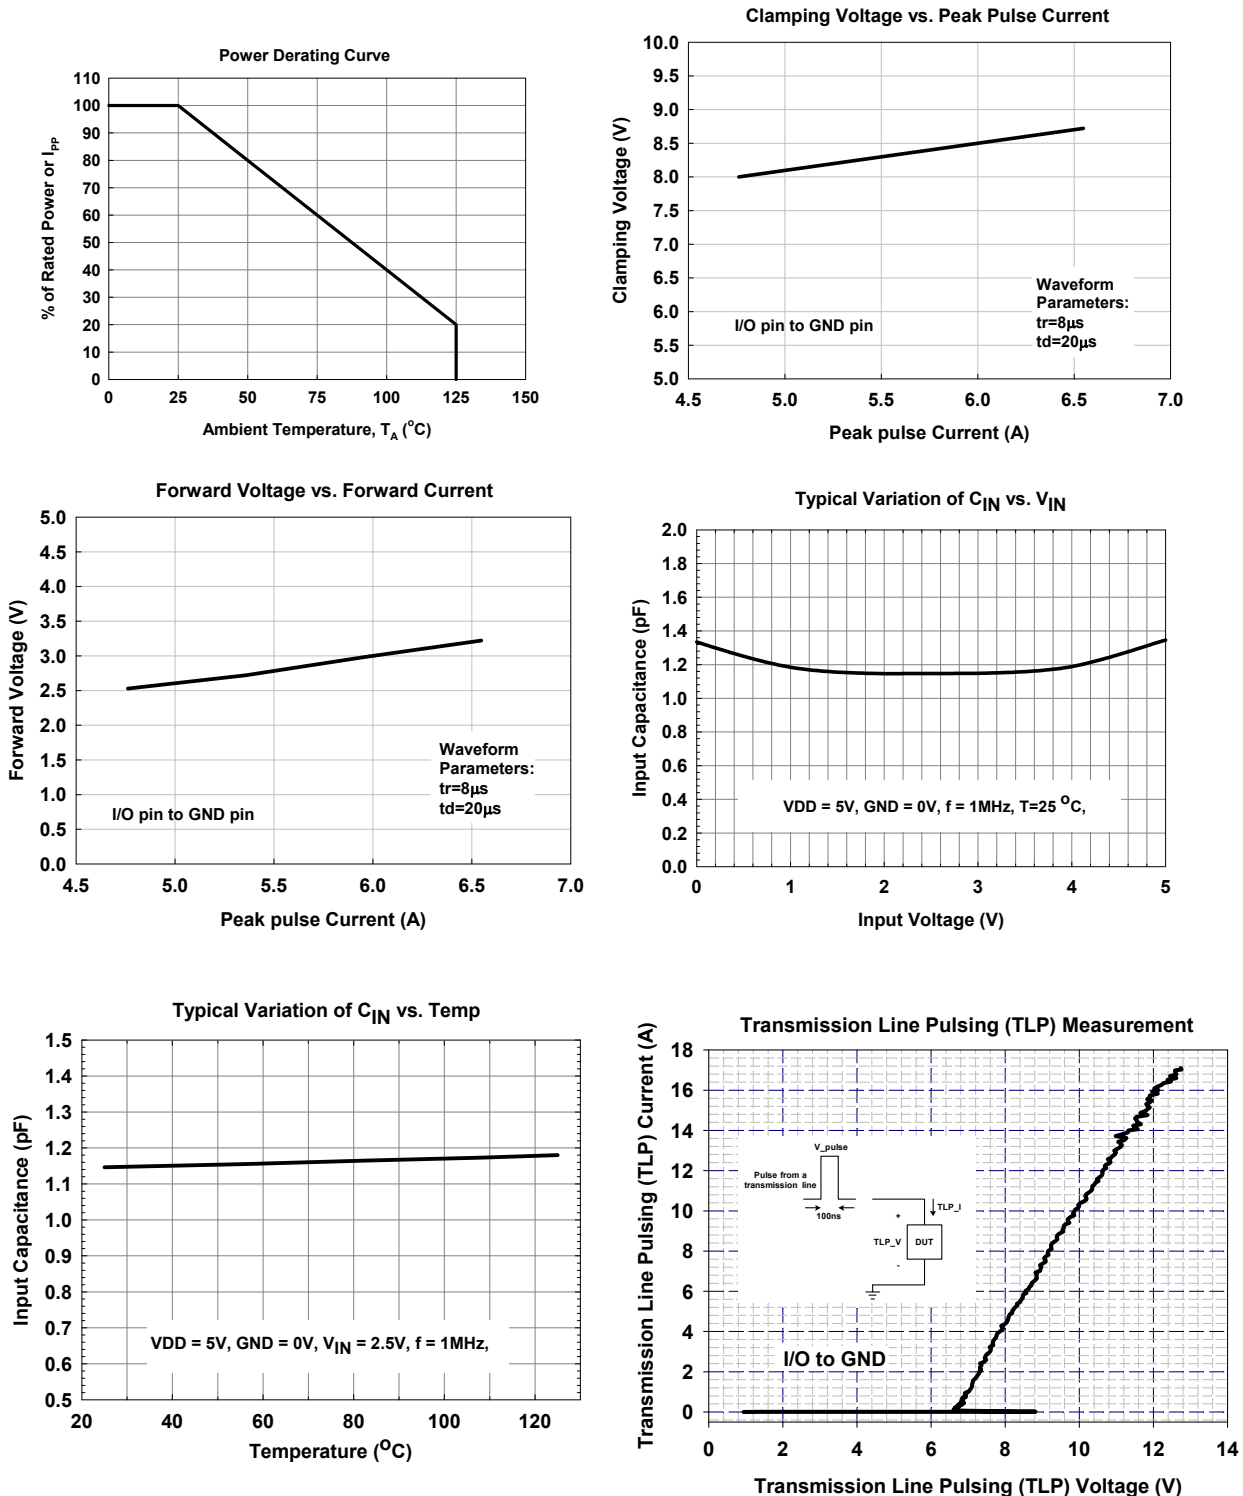 Power Derating Curve
% of Rated Power or IPP
110
100
90
80
70
60
50
40
30
20
10
0
0 25 50 75 100 125 150
Ambient Temperature, TA (oC)
Clamping Voltage vs. Peak Pulse Current
Clamping Voltage (V)
10.0
9.5
9.0
8.5
8.0
7.5
7.0
6.5
6.0
5.5
5.0
Waveform
Parameters:
tr=8μs
td=20μs
I/O pin to GND pin
4.5 5.0 5.5 6.0 6.5 7.0
Peak pulse Current (A)
Forward Voltage vs. Forward Current
Forward Voltage (V)
5.0
4.5
4.0
3.5
3.0
2.5
2.0
1.5
1.0
0.5
0.0
Waveform
Parameters:
tr=8μs
td=20μs
I/O pin to GND pin
4.5 5.0 5.5 6.0 6.5 7.0
Peak pulse Current (A)
Typical Variation of CIN vs. VIN
Input Capacitance (pF)
2.0
1.8
1.6
1.4
1.2
1.0
0.8
0.6
0.4
0.2
0.0
VDD = 5V, GND = 0V, f = 1MHz, T=25 oC,
0 1 2 3 4 5
Input Voltage (V)
Typical Variation of CIN vs. Temp
Input Capacitance (pF)
1.5
1.4
1.3
1.2
1.1
1.0
0.9
0.8
0.7
0.6
0.5
VDD = 5V, GND = 0V, VIN = 2.5V, f = 1MHz,
20 40 60 80 100 120
Temperature (oC)
Transmission Line Pulsing (TLP) Measurement
Transmission Line Pulsing (TLP) Current (A)
18
16
14
12
10
8
6
4
2
0
V_pulse
Pulse from a
transmission line
100ns
+
TLP_I
TLP_V
DUT
-
I/O to GND
0 2 4 6 8 10 12 14
Transmission Line Pulsing (TLP) Voltage (V)